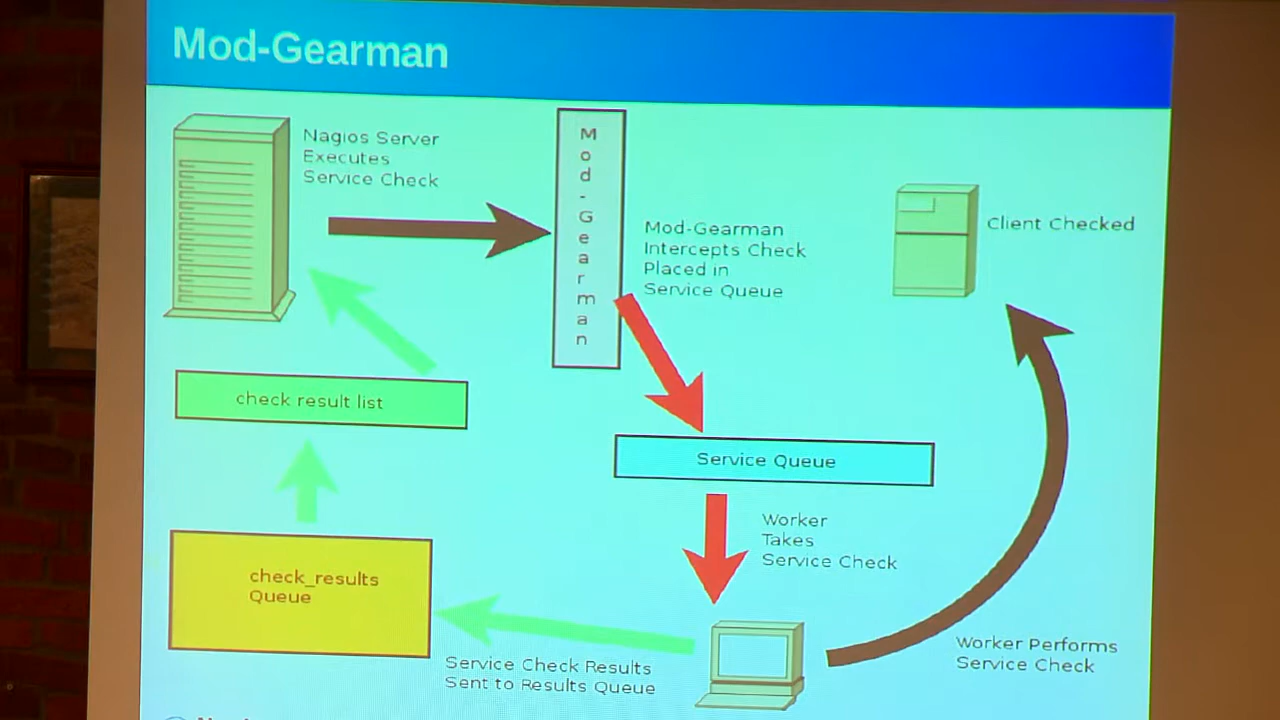 Mod-Gearman
Nagios Server
Executes
Service Check
Mod-Gearman
Mod-Gearman
Intercepts Check
Placed in
Service Queue
Client Checked
check result list
Service Queue
Worker
Takes
Service Check
check_results
Queue
Service Check Results
Sent to Results Queue
Worker Performs
Service Check